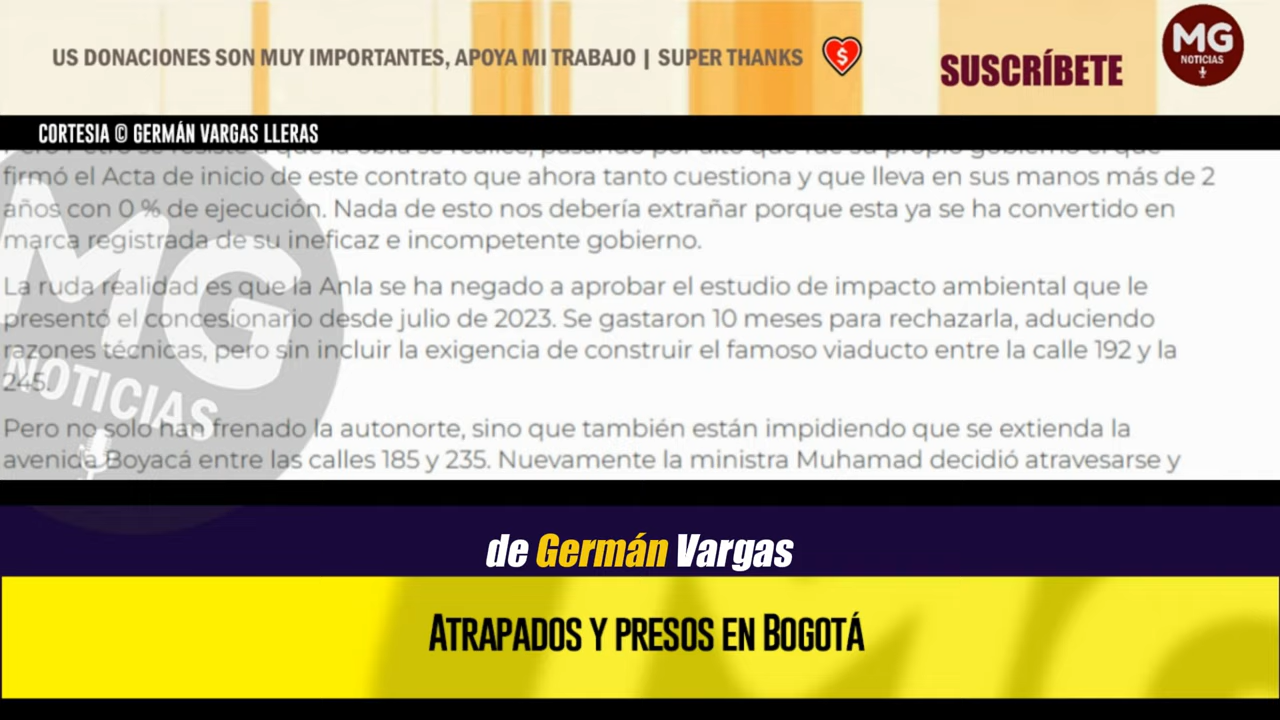 US DONACIONES SON MUY IMPORTANTES, APOYA MI TRABAJO | SUPER THANKS
$
SUSCRÍBETE
MG
NOTICIAS
CORTESIA © GERMÁN VARGAS LLERAS
firmó el Acta de inicio de este contrato que ahora tanto cuestiona y que lleva en sus manos más de 2
años con 0 % de ejecución. Nada de esto nos debería extrañar porque esta ya se ha convertido en
marca registrada de su ineficaz e incompetente gobierno.
La ruda realidad es que la Anla se ha negado a aprobar el estudio de impacto ambiental que le
presentó el concesionario desde julio de 2023. Se gastaron 10 meses para rechazarla, aduciendo
razones técnicas, pero sin incluir la exigencia de construir el famoso viaducto entre la calle 192 y la
245.
Pero no solo han frenado la autonorte, sino que también están impidiendo que se extienda la
avenida Boyacá entre las calles 185 y 235. Nuevamente la ministra Muhamad decidió atravesarse y
MG
NOTICIAS
de Germán Vargas
ATRAPADOS Y PRESOS EN BOGOTÁ